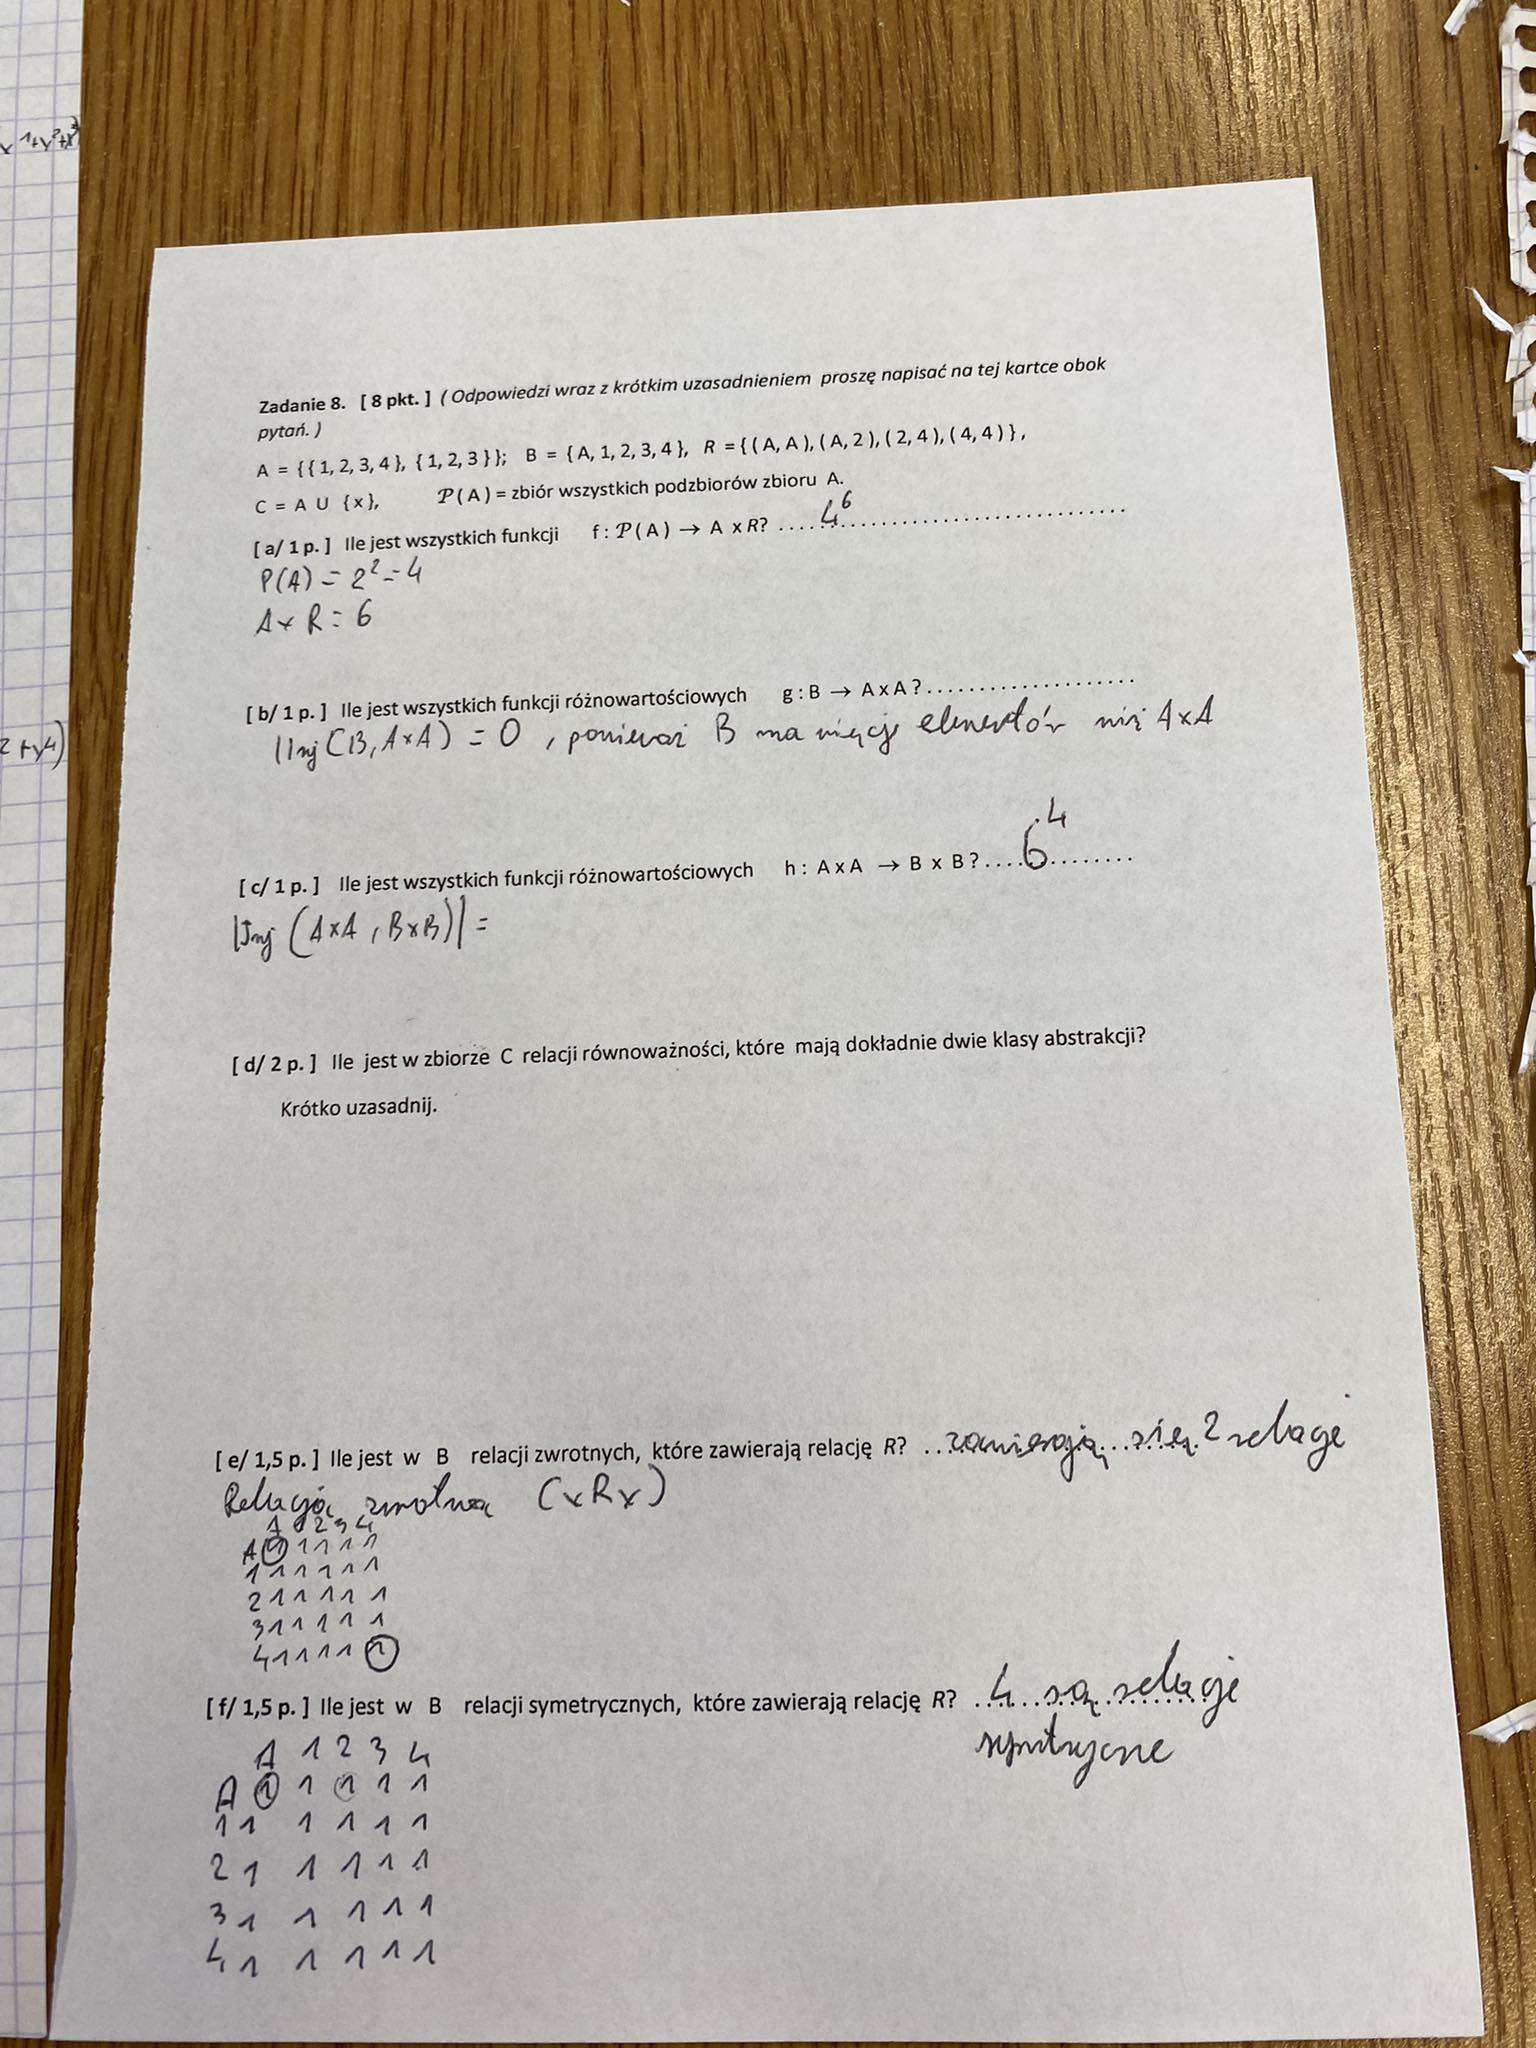 x 1+x²+x³
Zadanie 8. [ 8 pkt. ] ( Odpowiedzi wraz z krótkim uzasadnieniem proszę napisać na tej kartce obok
pytań. )
A = {{ 1, 2, 3, 4 }, { 1, 2, 3 }}; B = { A, 1, 2, 3, 4 }, R = { ( A, A ), ( A, 2 ), ( 2, 4 ), ( 4, 4 ) } ,
C = A ∪ {x}, 𝒫( A ) = zbiór wszystkich podzbiorów zbioru A.
[ a/ 1 p. ] Ile jest wszystkich funkcji f : 𝒫( A ) → A x R? .... 4⁶ ....
P(A) = 2² = 4
A x R = 6
[ b/ 1 p. ] Ile jest wszystkich funkcji różnowartościowych g : B → A x A ? ....................
|Inj (B, A×A) = 0 , ponieważ B ma więcej elementów niż A×A
2+x⁴)
[ c/ 1 p. ] Ile jest wszystkich funkcji różnowartościowych h : A x A → B x B ? .... 6⁴ ........
|Inj (A×A , B×B)| =
[ d/ 2 p. ] Ile jest w zbiorze C relacji równoważności, które mają dokładnie dwie klasy abstrakcji?
Krótko uzasadnij.
[ e/ 1,5 p. ] Ile jest w B relacji zwrotnych, które zawierają relację R? .. zawierają się 2 relacje
Relacja zwrotna (xRx)
A 1 2 3 4
A 1 1 1 1 1
1 1 1 1 1 1
2 1 1 1 1 1
3 1 1 1 1 1
4 1 1 1 1 1
[ f/ 1,5 p. ] Ile jest w B relacji symetrycznych, które zawierają relację R? .. 4 są relacje
symetryczne
A 1 2 3 4
A 1 1 1 1 1
1 1 1 1 1 1
2 1 1 1 1 1
3 1 1 1 1 1
4 1 1 1 1 1